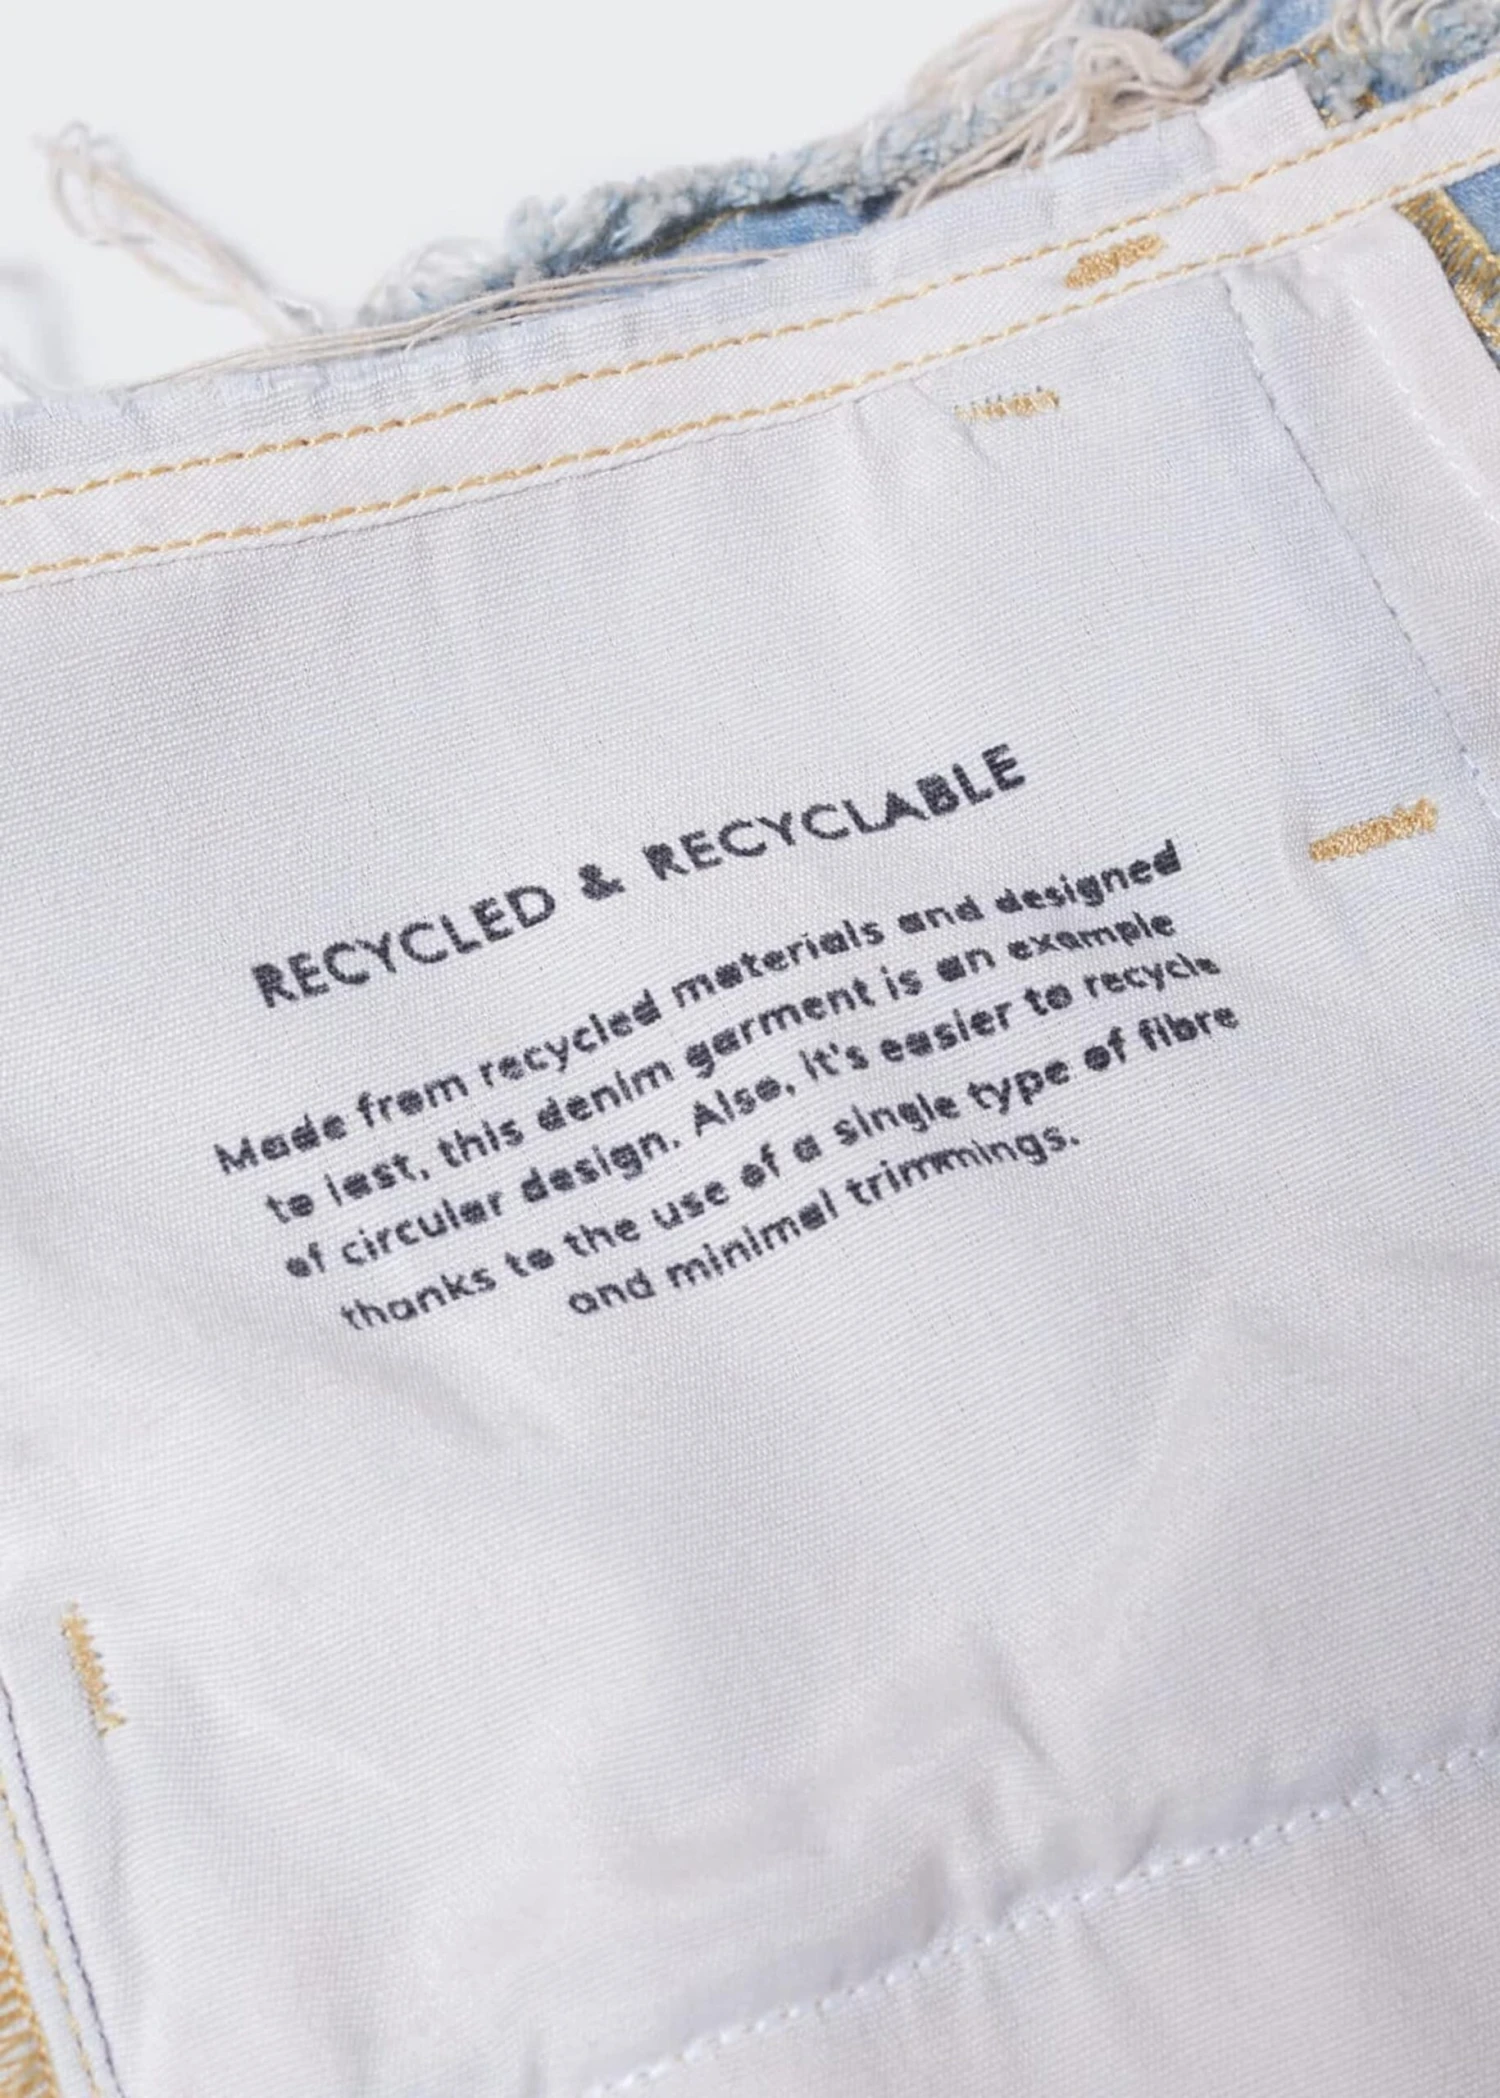 RECYCLED & RECYCLABLE
Made from recycled materials and designed
to last, this denim garment is an example
of circular design. Also, it's easier to recycle
thanks to the use of a single type of fibre
and minimal trimmings.